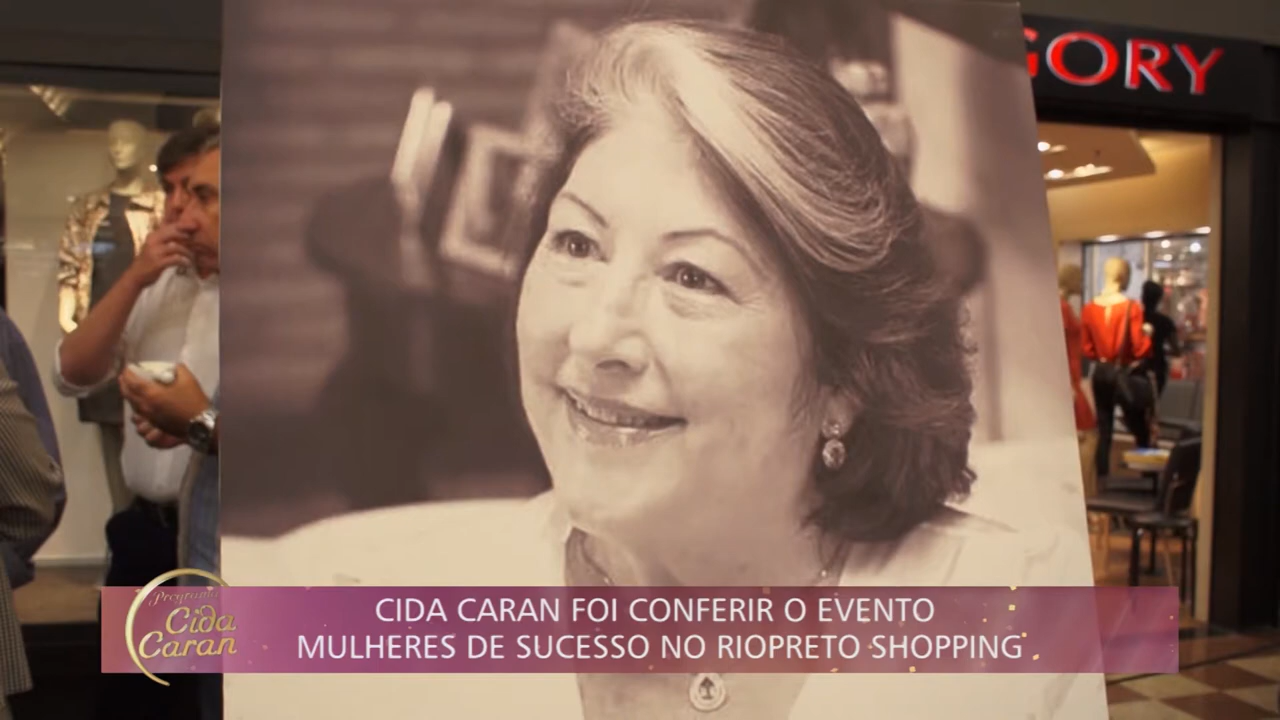 GORY
Programa
Cida
Caran
CIDA CARAN FOI CONFERIR O EVENTO
MULHERES DE SUCESSO NO RIOPRETO SHOPPING